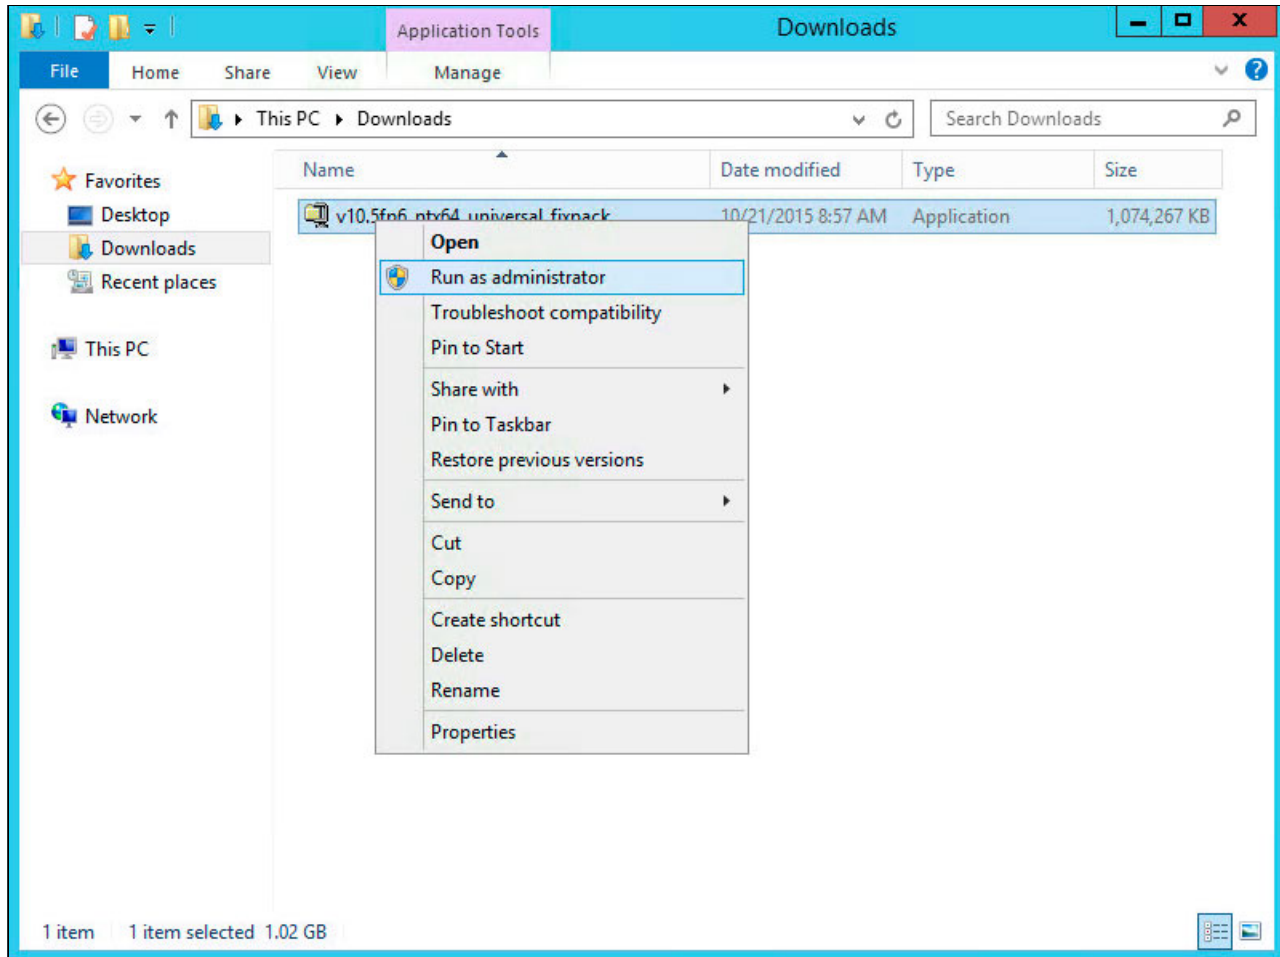 Application Tools
Downloads
File
Home
Share
View
Manage
This PC
Downloads
Search Downloads
Name
Date modified
Type
Size
Favorites
Desktop
Downloads
Recent places
This PC
Network
v10.5fp6_ntx64_universal_fixpack
10/21/2015 8:57 AM
Application
1,074,267 KB
Open
Run as administrator
Troubleshoot compatibility
Pin to Start
Share with
Pin to Taskbar
Restore previous versions
Send to
Cut
Copy
Create shortcut
Delete
Rename
Properties
1 item
1 item selected 1.02 GB